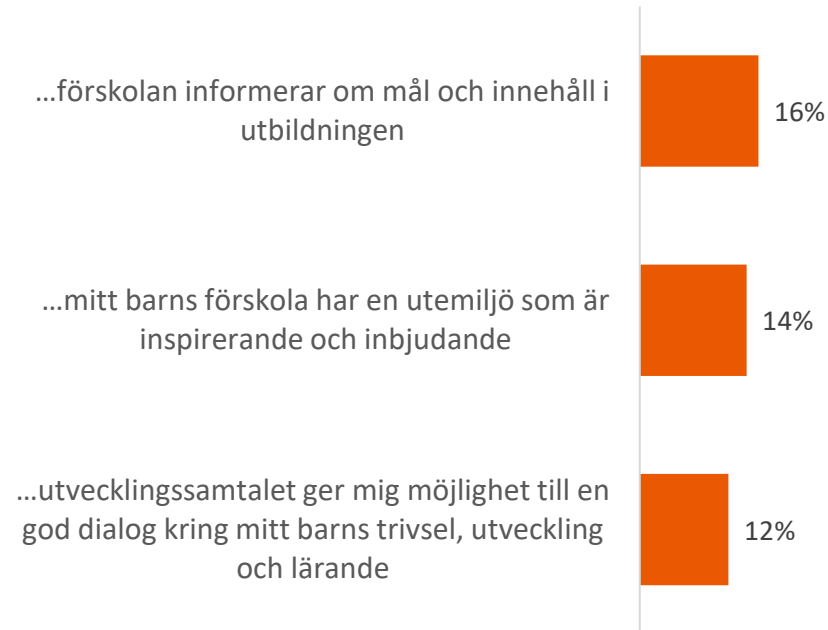 ...förskolan informerar om mål och innehåll i
utbildningen
16%
...mitt barns förskola har en utemiljö som är
inspirerande och inbjudande
14%
...utvecklingssamtalet ger mig möjlighet till en
god dialog kring mitt barns trivsel, utveckling
och lärande
12%